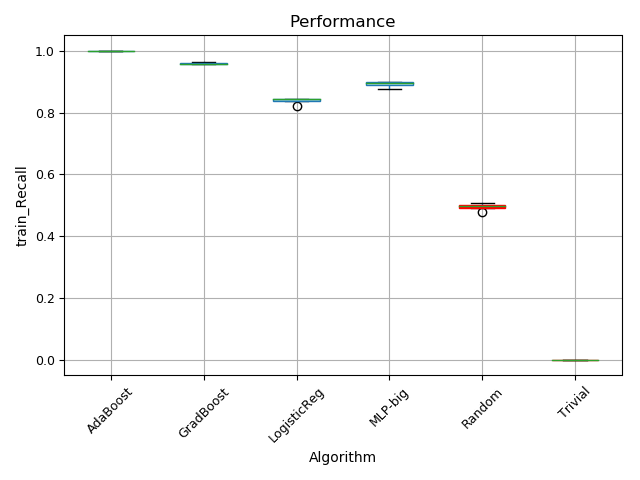 Performance
train_Recall
1.0
0.8
0.6
0.4
0.2
0.0
AdaBoost
GradBoost
LogisticReg
MLP-big
Random
Trivial
Algorithm